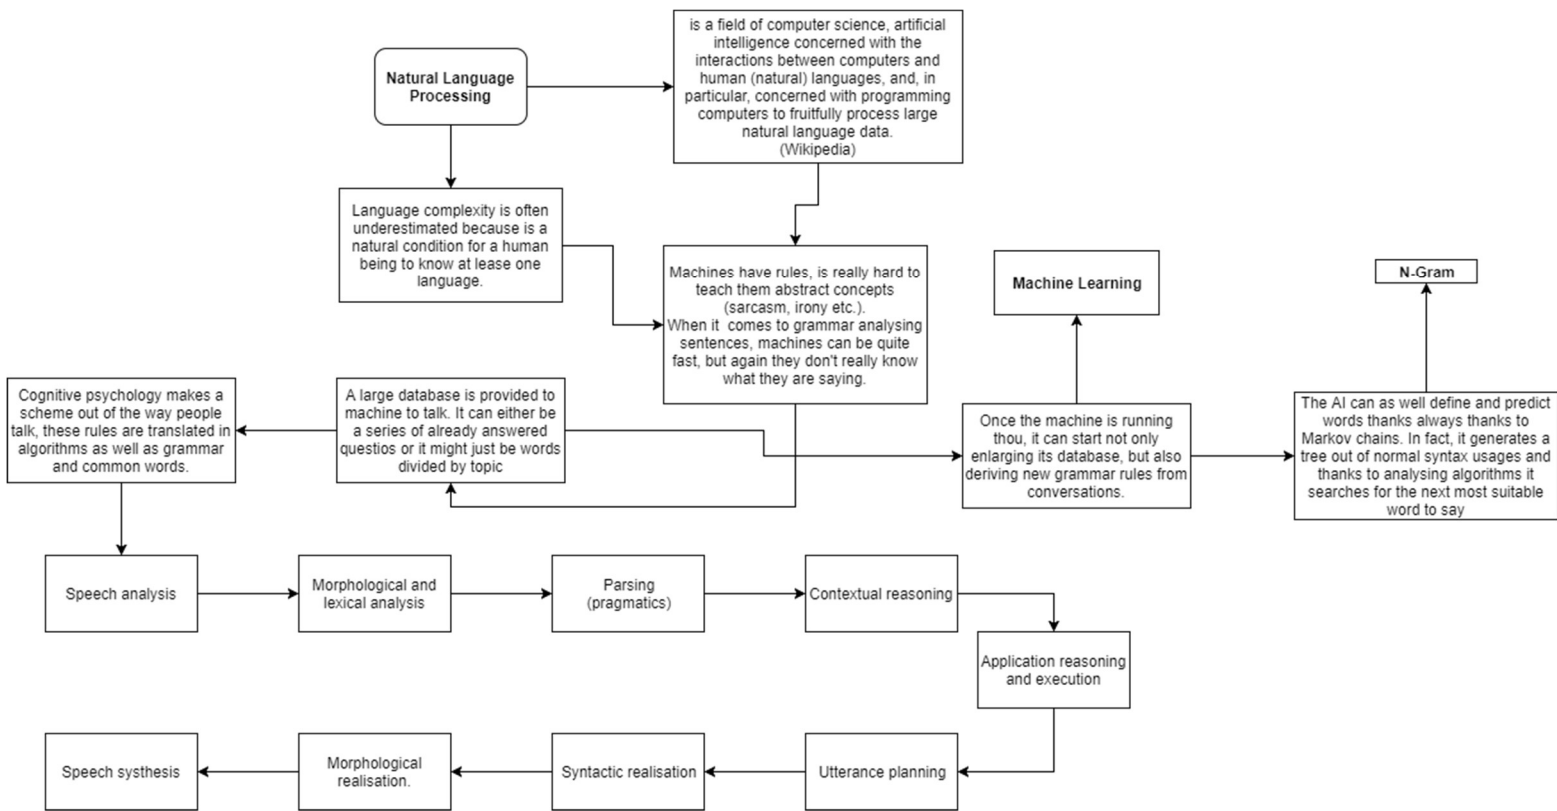 Natural Language
Processing
is a field of computer science, artificial
intelligence concerned with the
interactions between computers and
human (natural) languages, and, in
particular, concerned with programming
computers to fruitfully process large
natural language data.
(Wikipedia)
Language complexity is often
underestimated because is a
natural condition for a human
being to know at lease one
language.
Machines have rules, is really hard to
teach them abstract concepts
(sarcasm, irony etc.).
When it comes to grammar analysing
sentences, machines can be quite
fast, but again they don't really know
what they are saying.
Machine Learning
N-Gram
Cognitive psychology makes a
scheme out of the way people
talk, these rules are translated in
algorithms as well as grammar
and common words.
A large database is provided to
machine to talk. It can either be
a series of already answered
questios or it might just be words
divided by topic
Once the machine is running
thou, it can start not only
enlarging its database, but also
deriving new grammar rules from
conversations.
The AI can as well define and predict
words thanks always thanks to
Markov chains. In fact, it generates a
tree out of normal syntax usages and
thanks to analysing algorithms it
searches for the next most suitable
word to say
Speech analysis
Morphological and
lexical analysis
Parsing
(pragmatics)
Contextual reasoning
Application reasoning
and execution
Utterance planning
Syntactic realisation
Morphological
realisation.
Speech systhesis